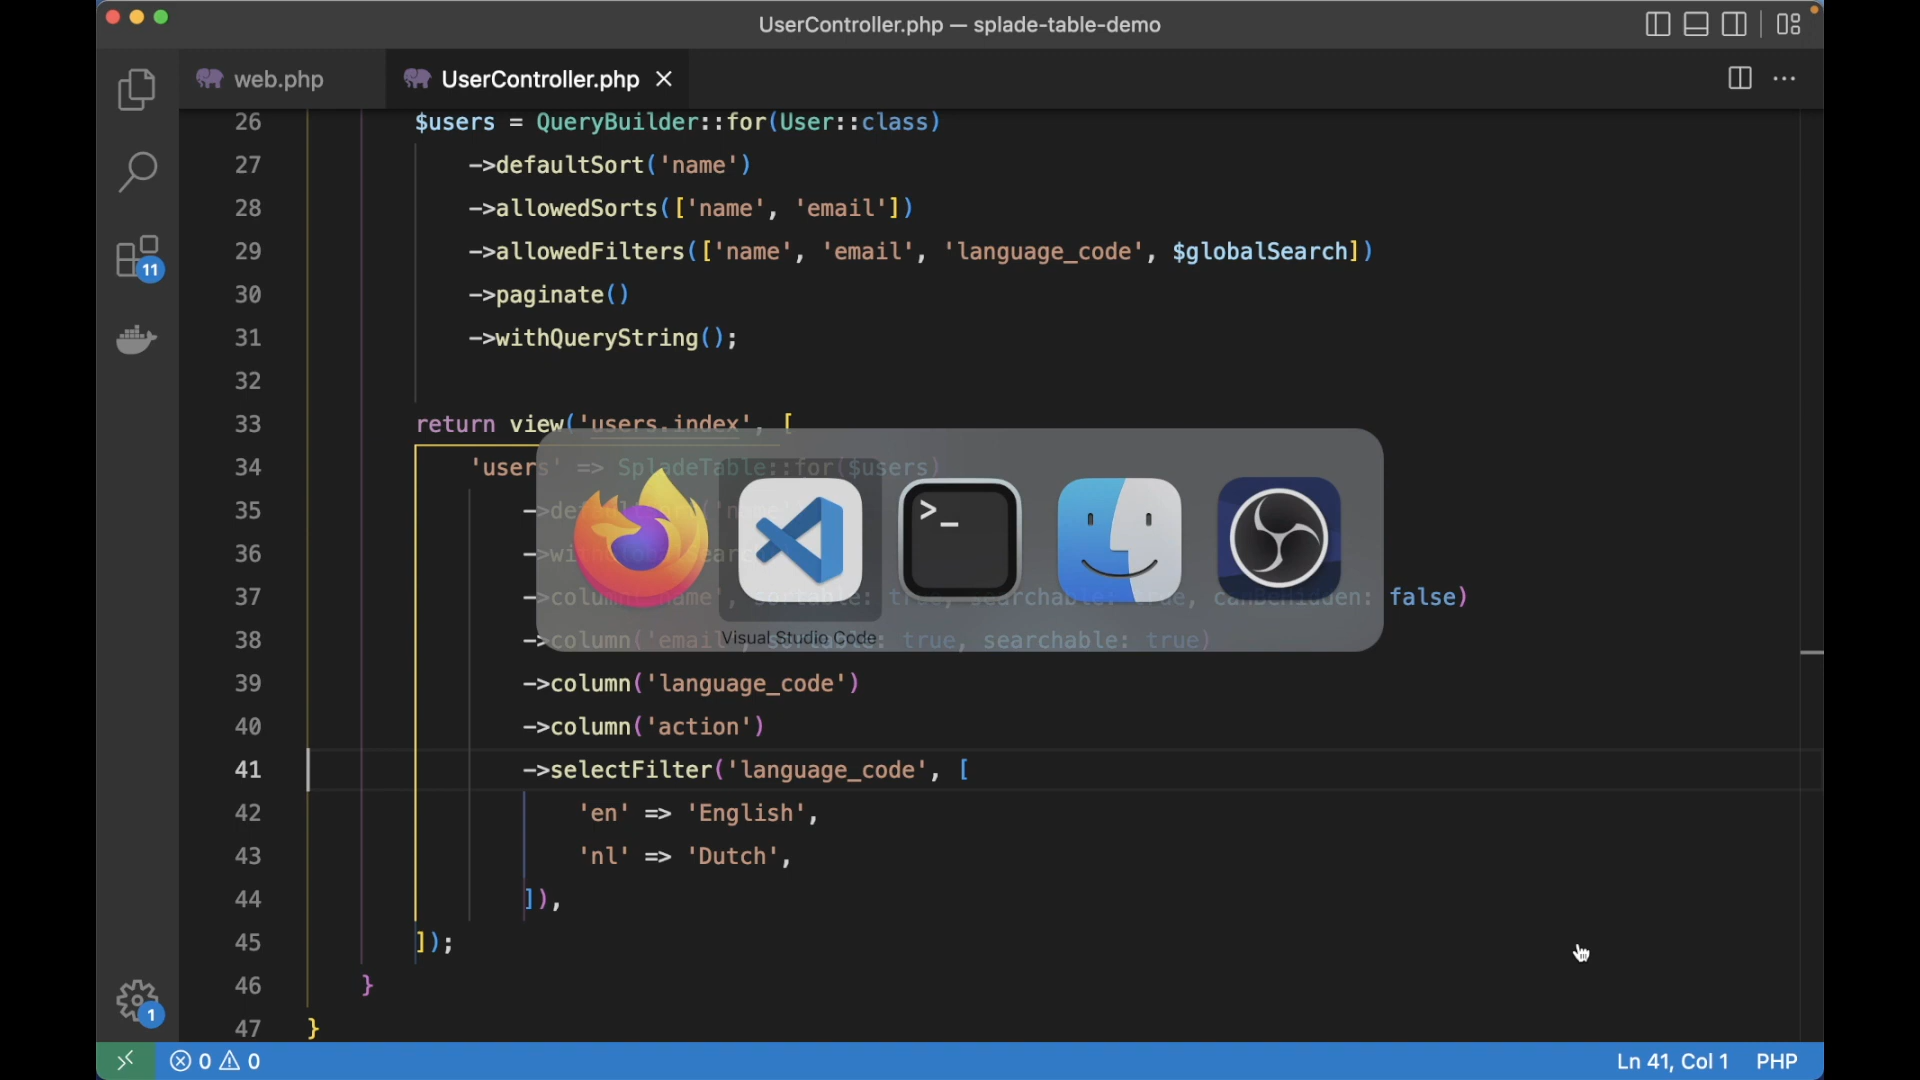 UserController.php — splade-table-demo
web.php
UserController.php
26 $users = QueryBuilder::for(User::class)
27 ->defaultSort('name')
28 ->allowedSorts(['name', 'email'])
29 ->allowedFilters(['name', 'email', 'language_code', $globalSearch])
30 ->paginate()
31 ->withQueryString();
32
33 return view('users.index', [
34 'users' => SpladeTable::for($users)
35
36
37 ->column('name', sortable: true, searchable: true, canBeHidden: false)
38 ->column('email', sortable: true, searchable: true)
Visual Studio Code
39 ->column('language_code')
40 ->column('action')
41 ->selectFilter('language_code', [
42 'en' => 'English',
43 'nl' => 'Dutch',
44 ]),
45 ]);
46 }
47 }
11
1
>_
0 0
Ln 41, Col 1 PHP